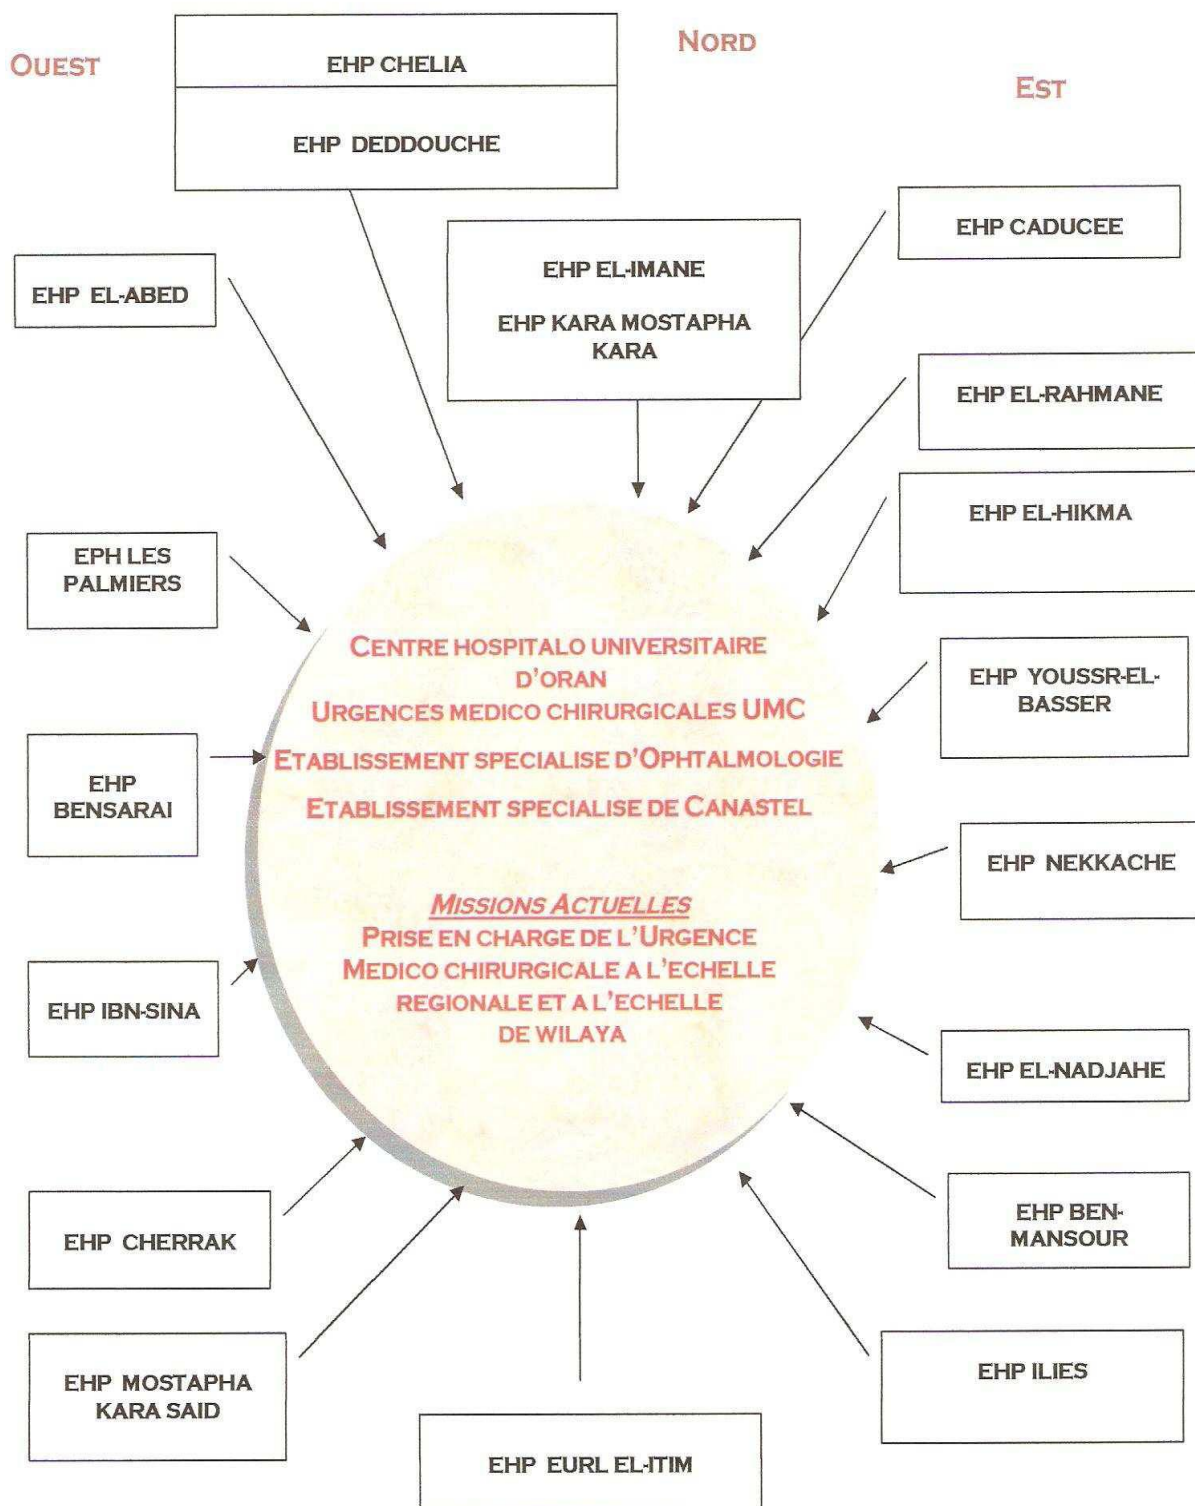 OUEST
NORD
EST
EHP CHELIA
EHP DEDDOUCHE
EHP CADUCEE
EHP EL-ABED
EHP EL-IMANE
EHP KARA MOSTAPHA
KARA
EHP EL-RAHMANE
EHP EL-HIKMA
EPH LES
PALMIERS
CENTRE HOSPITALO UNIVERSITAIRE
D'ORAN
URGENCES MEDICO CHIRURGICALES UMC
ETABLISSEMENT SPECIALISE D'OPHTALMOLOGIE
ETABLISSEMENT SPECIALISE DE CANASTEL
EHP YOUSSR-EL-
BASSER
EHP
BENSARAI
EHP NEKKACHE
MISSIONS ACTUELLES
PRISE EN CHARGE DE L'URGENCE
MEDICO CHIRURGICALE A L'ECHELLE
REGIONALE ET A L'ECHELLE
DE WILAYA
EHP IBN-SINA
EHP EL-NADJAHE
EHP CHERRAK
EHP BEN-
MANSOUR
EHP MOSTAPHA
KARA SAID
EHP ILIES
EHP EURL EL-ITIM